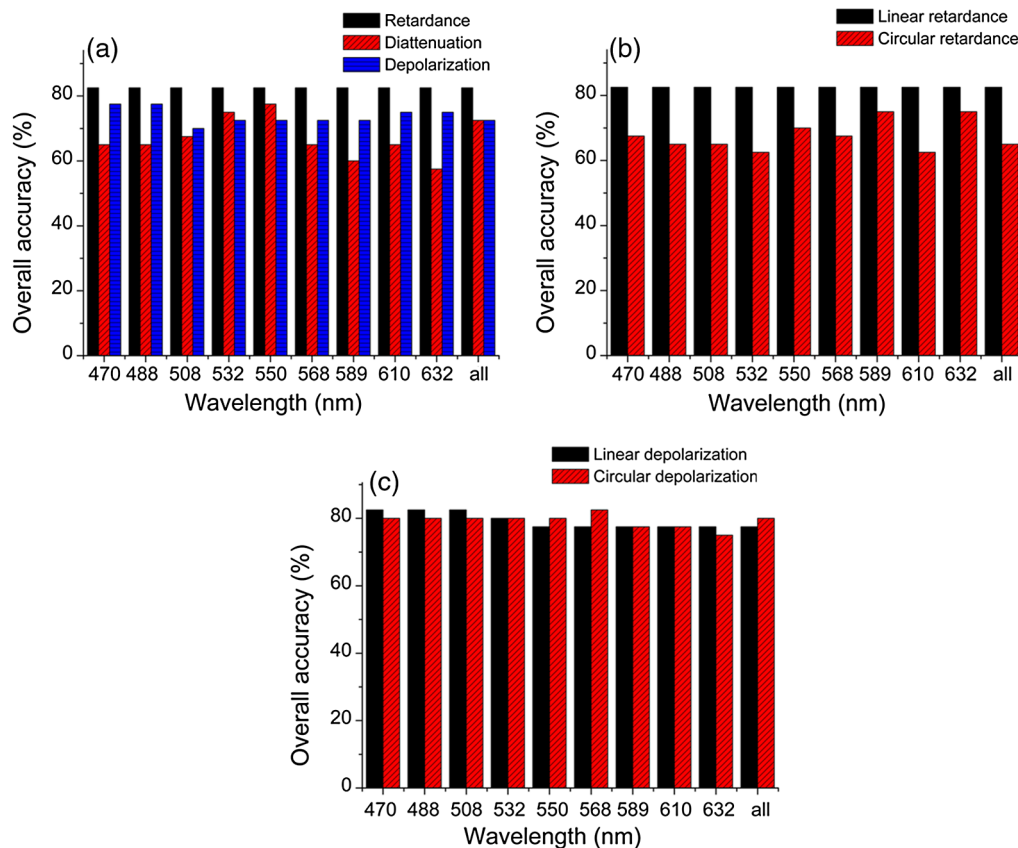 (a)
Retardance
Diattenuation
Depolarization
Overall accuracy (%)
80
60
40
20
0
470 488 508 532 550 568 589 610 632 all
Wavelength (nm)
(b)
Linear retardance
Circular retardance
Overall accuracy (%)
80
60
40
20
0
470 488 508 532 550 568 589 610 632 all
Wavelength (nm)
(c)
Linear depolarization
Circular depolarization
Overall accuracy (%)
80
60
40
20
0
470 488 508 532 550 568 589 610 632 all
Wavelength (nm)